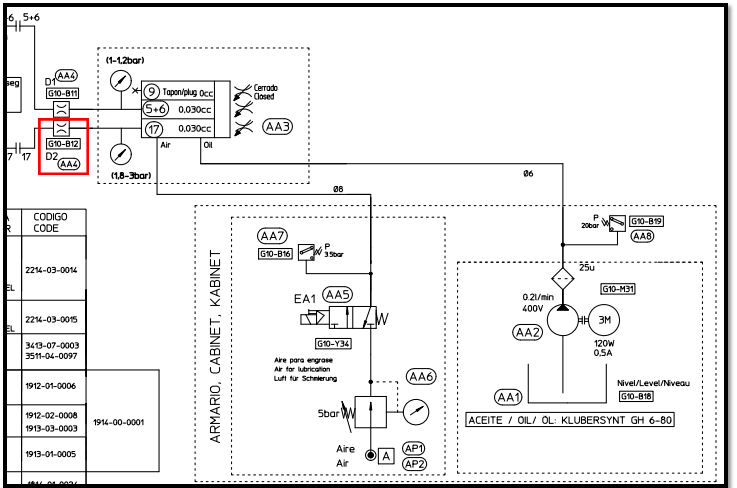 6 5+6
seg
D1 AA4
G10-B11
G10-B12
D2 AA4
7 17
(1-1,2bar)
9 Tapon/plug 0cc
5+6 0,030cc
17 0,030cc
Cerrado
Closed
AA3
Air Oil
(1,8-3bar)
Ø8
Ø6
A CODIGO
R CODE
2214-03-0014
EL
2214-03-0015
EL
3413-07-0003
3511-04-0097
1912-01-0006
1912-02-0008
1913-03-0003
1914-00-0001
1913-01-0005
ARMARIO, CABINET, KABINET
AA7
G10-B16
P
3.5bar
EA1 AA5
G10-Y34
Aire para engrase
Air for lubrication
Luft für Schmierung
AA6
5bar
Aire
Air
A
AP1
AP2
P
20bar
G10-B19
AA8
25u
G10-M31
0.2l/min
400V
3M
AA2
120W
0,5A
AA1
Nivel/Level/Niveau
G10-B18
ACEITE / OIL/ ÖL: KLUBERSYNT GH 6-80